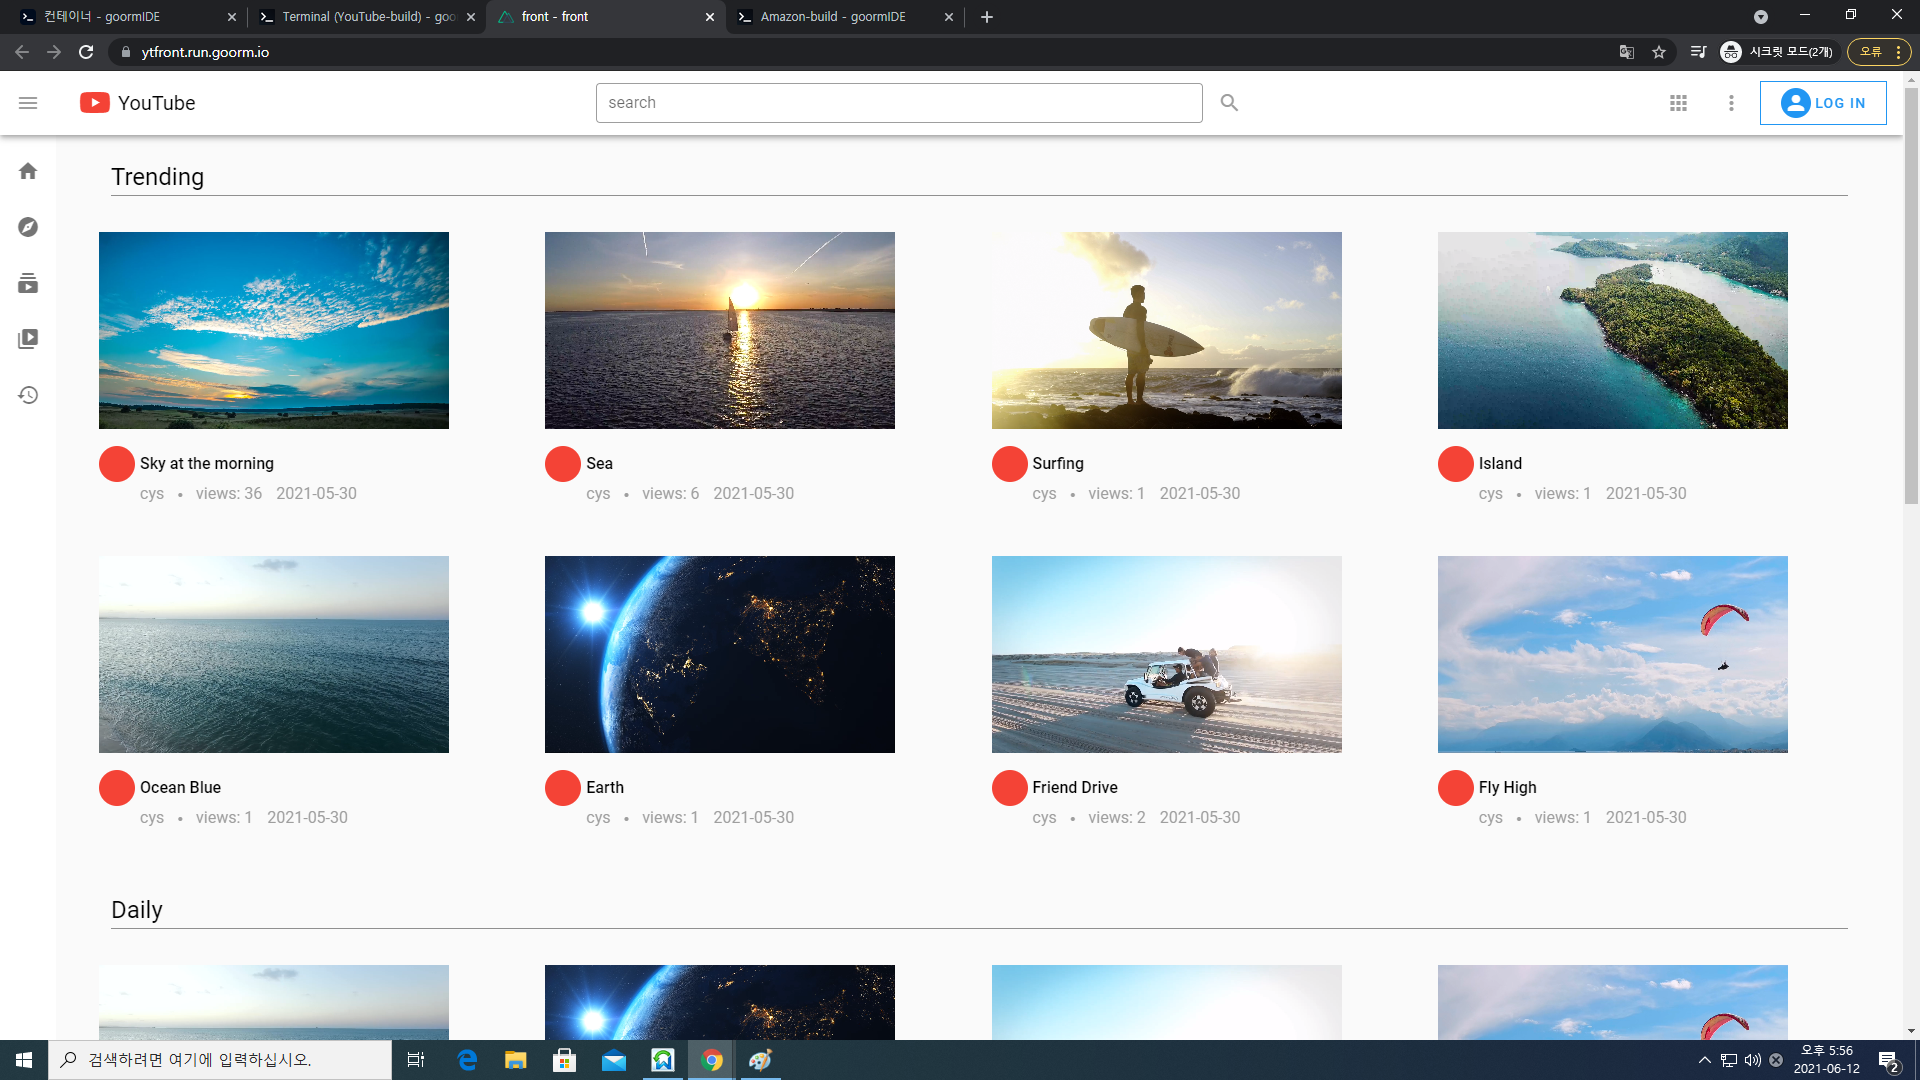 컨테이너 - goormIDE
Terminal (YouTube-build) - goo
front - front
Amazon-build - goormIDE
ytfront.run.goorm.io
시크릿 모드(2개)
오류
YouTube
search
LOG IN
Trending
Sky at the morning
cys • views: 36 2021-05-30
Sea
cys • views: 6 2021-05-30
Surfing
cys • views: 1 2021-05-30
Island
cys • views: 1 2021-05-30
Ocean Blue
cys • views: 1 2021-05-30
Earth
cys • views: 1 2021-05-30
Friend Drive
cys • views: 2 2021-05-30
Fly High
cys • views: 1 2021-05-30
Daily
검색하려면 여기에 입력하십시오.
오후 5:56
2021-06-12
2